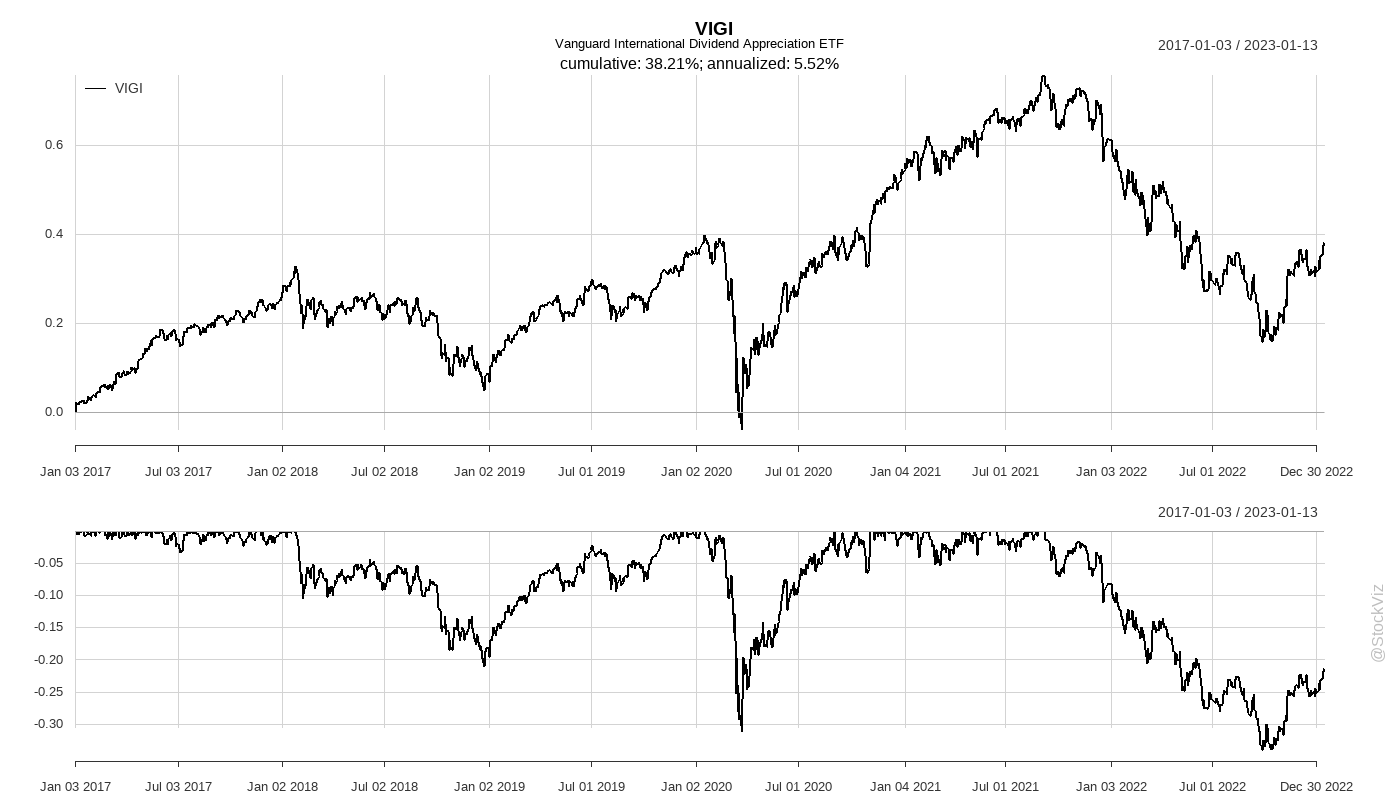 VIGI
Vanguard International Dividend Appreciation ETF
cumulative: 38.21%; annualized: 5.52%
2017-01-03 / 2023-01-13
VIGI
0.6
0.4
0.2
0.0
Jan 03 2017 Jul 03 2017 Jan 02 2018 Jul 02 2018 Jan 02 2019 Jul 01 2019 Jan 02 2020 Jul 01 2020 Jan 04 2021 Jul 01 2021 Jan 03 2022 Jul 01 2022 Dec 30 2022
2017-01-03 / 2023-01-13
-0.05
-0.10
-0.15
-0.20
-0.25
-0.30
Jan 03 2017 Jul 03 2017 Jan 02 2018 Jul 02 2018 Jan 02 2019 Jul 01 2019 Jan 02 2020 Jul 01 2020 Jan 04 2021 Jul 01 2021 Jan 03 2022 Jul 01 2022 Dec 30 2022
@StockViz